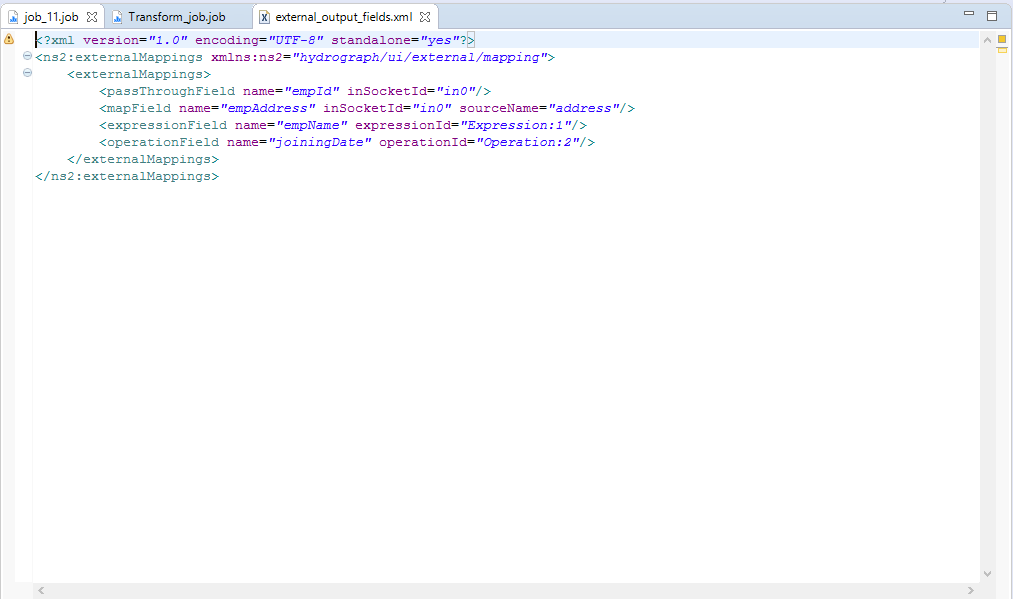 job_11.job Transform_job.job external_output_fields.xml
<?xml version="1.0" encoding="UTF-8" standalone="yes"?>
<ns2:externalMappings xmlns:ns2="hydrograph/ui/external/mapping">
    <externalMappings>
        <passThroughField name="empId" inSocketId="in0"/>
        <mapField name="empAddress" inSocketId="in0" sourceName="address"/>
        <expressionField name="empName" expressionId="Expression:1"/>
        <operationField name="joiningDate" operationId="Operation:2"/>
    </externalMappings>
</ns2:externalMappings>